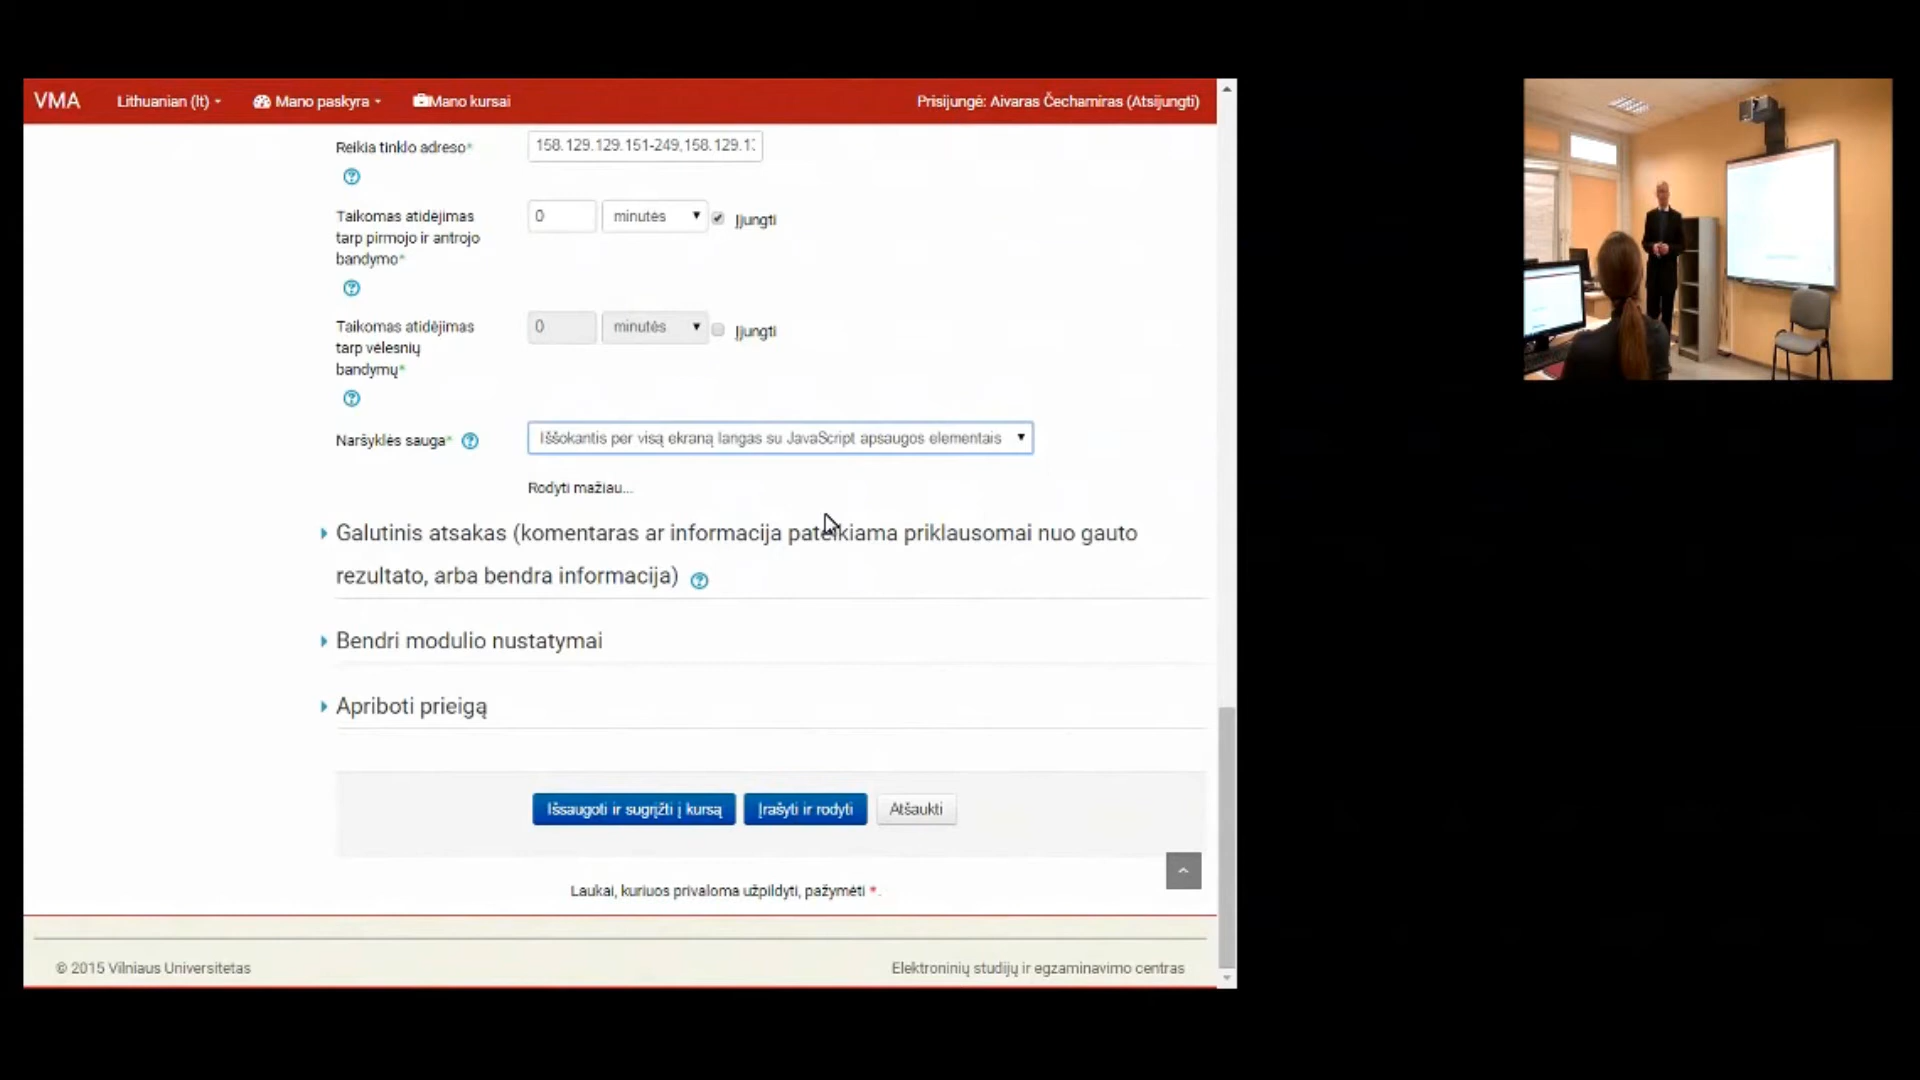 VMA Lithuanian (lt) Mano paskyra Mano kursai Prisijungė: Aivaras Čechamiras (Atsijungti)
Reikia tinklo adreso* 158.129.129.151-249,158.129.1
Taikomas atidėjimas 0 minutės Įjungti
tarp pirmojo ir antrojo
bandymo*
Taikomas atidėjimas 0 minutės Įjungti
tarp vėlesnių
bandymų*
Naršyklės sauga* Iššokantis per visą ekraną langas su JavaScript apsaugos elementais
Rodyti mažiau...
Galutinis atsakas (komentaras ar informacija pateikiama priklausomai nuo gauto
rezultato, arba bendra informacija)
Bendri modulio nustatymai
Apriboti prieigą
Išsaugoti ir sugrįžti į kursą Įrašyti ir rodyti Atšaukti
Laukai, kuriuos privaloma užpildyti, pažymėti *.
© 2015 Vilniaus Universitetas Elektroninių studijų ir egzaminavimo centras